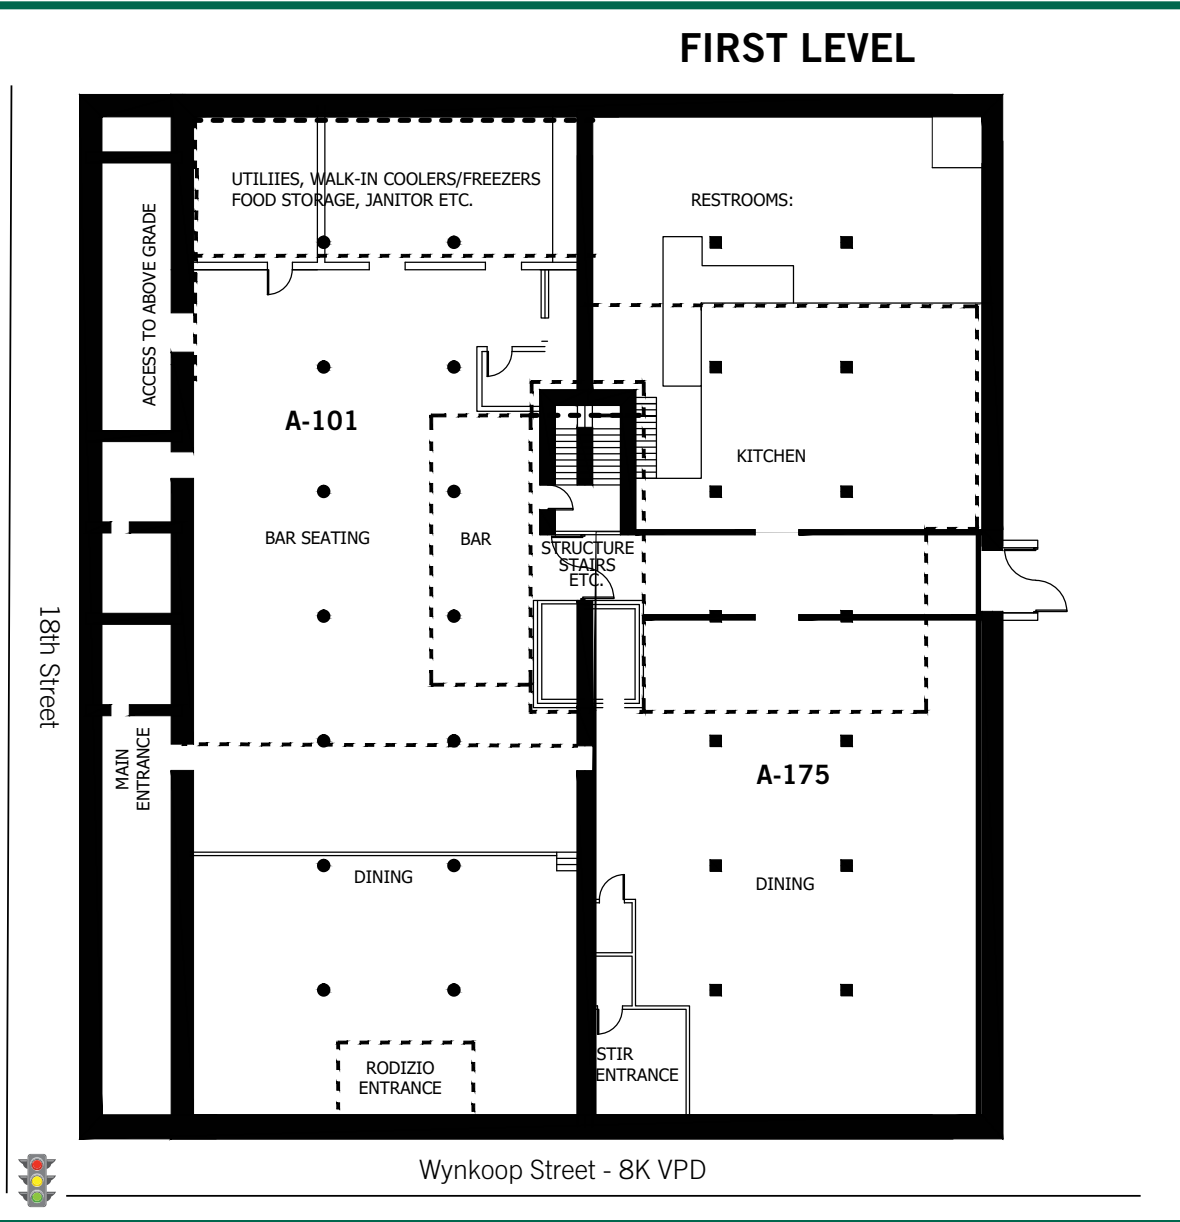 FIRST LEVEL
UTILIIES, WALK-IN COOLERS/FREEZERS
FOOD STORAGE, JANITOR ETC.
RESTROOMS:
ACCESS TO ABOVE GRADE
A-101
KITCHEN
BAR SEATING
BAR
STRUCTURE
STAIRS
ETC.
18th Street
MAIN
ENTRANCE
A-175
DINING
DINING
RODIZIO
ENTRANCE
STIR
ENTRANCE
Wynkoop Street - 8K VPD